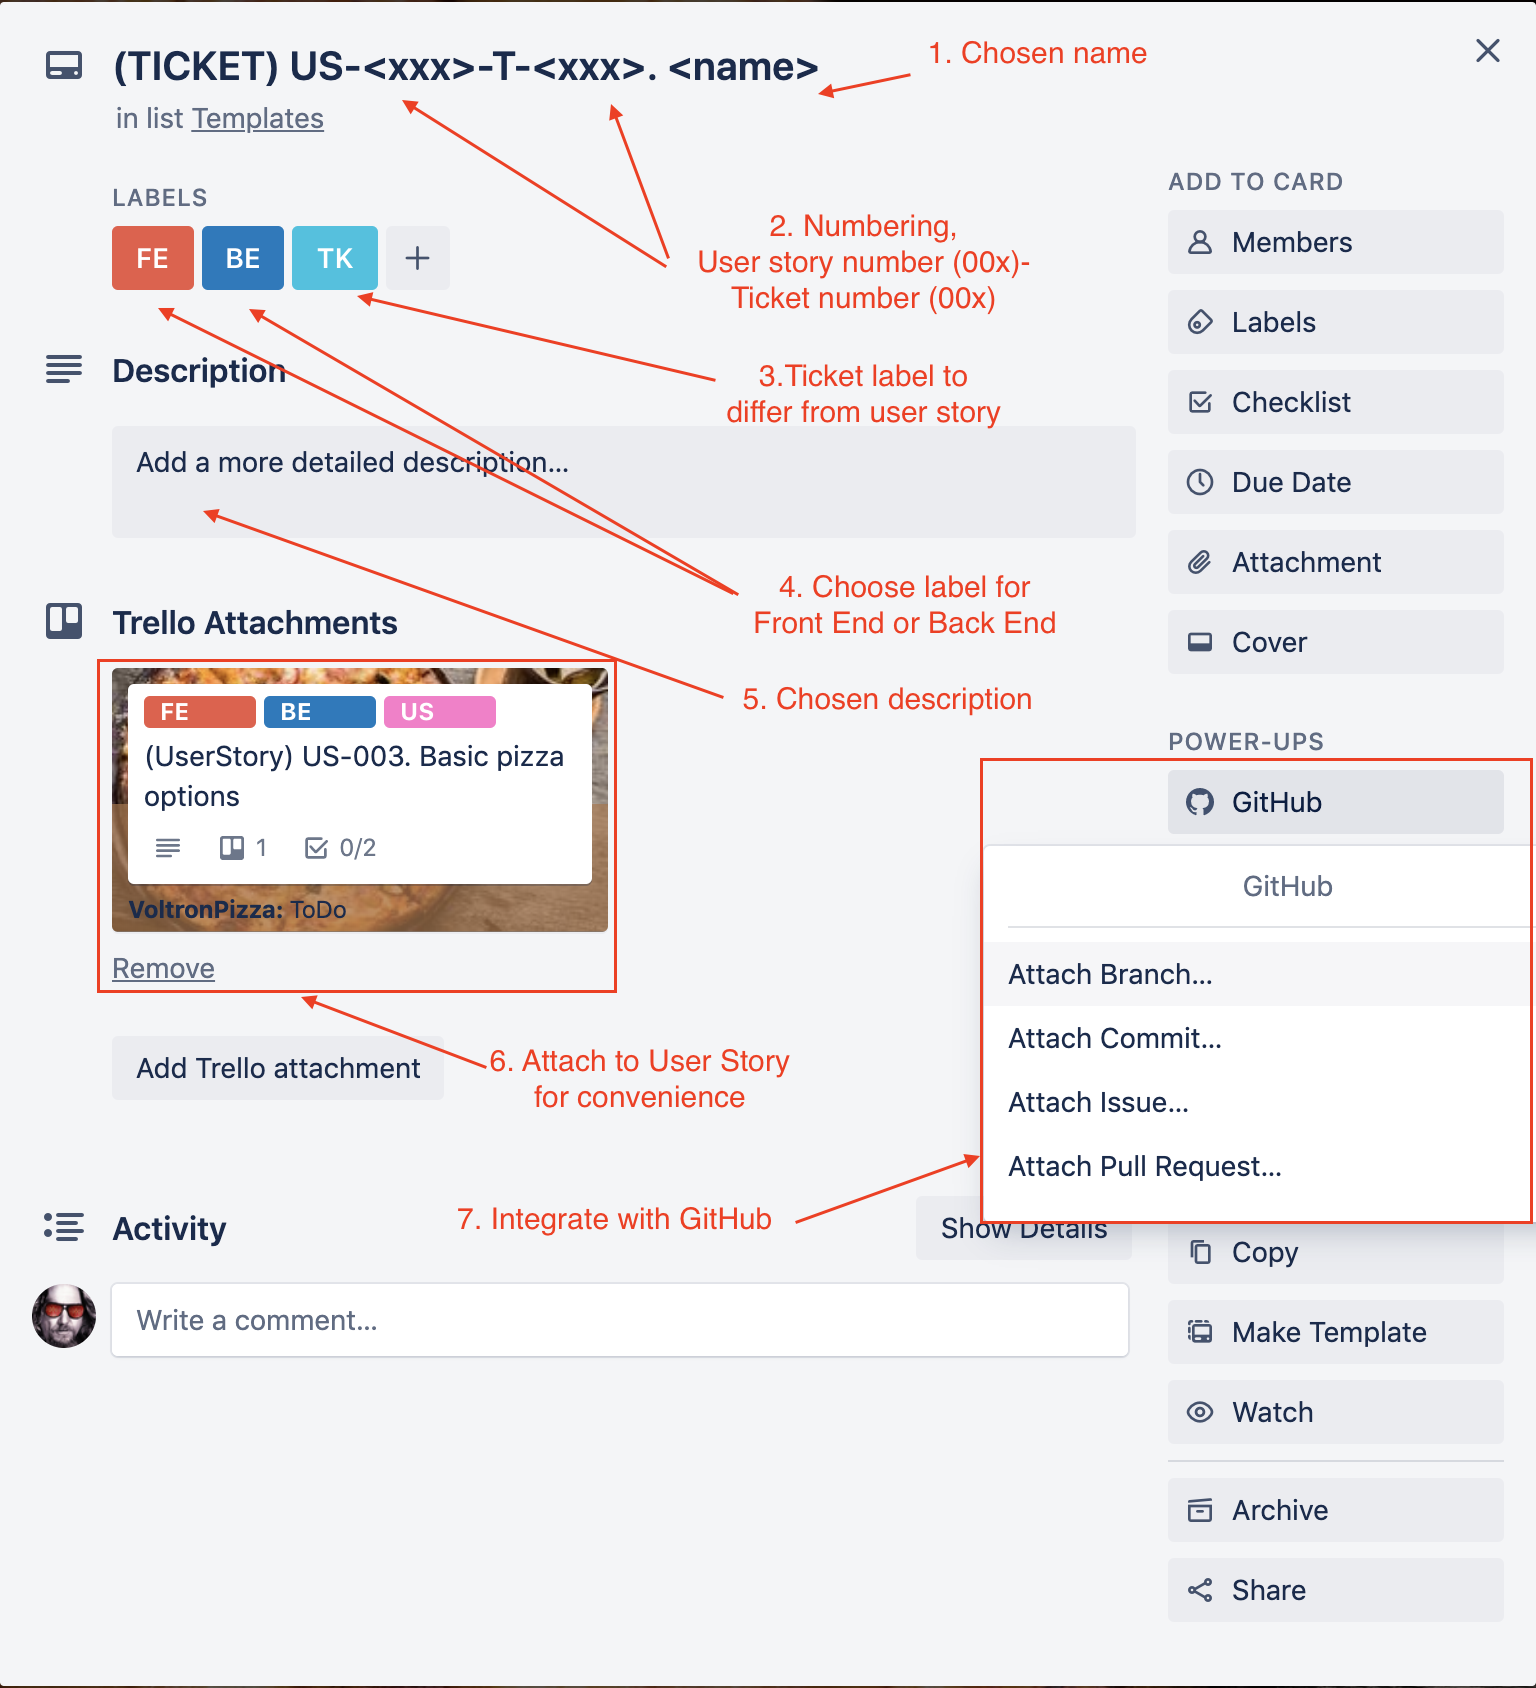 (TICKET) US-<xxx>-T-<xxx>. <name>
1. Chosen name
in list Templates
LABELS
FE
BE
TK
2. Numbering,
User story number (00x)-
Ticket number (00x)
3.Ticket label to
differ from user story
Description
Add a more detailed description...
4. Choose label for
Front End or Back End
5. Chosen description
Trello Attachments
FE
BE
US
(UserStory) US-003. Basic pizza
options
1
0/2
VoltronPizza: ToDo
Remove
Add Trello attachment
6. Attach to User Story
for convenience
7. Integrate with GitHub
Activity
Show Details
Write a comment...
ADD TO CARD
Members
Labels
Checklist
Due Date
Attachment
Cover
POWER-UPS
GitHub
GitHub
Attach Branch...
Attach Commit...
Attach Issue...
Attach Pull Request...
Copy
Make Template
Watch
Archive
Share